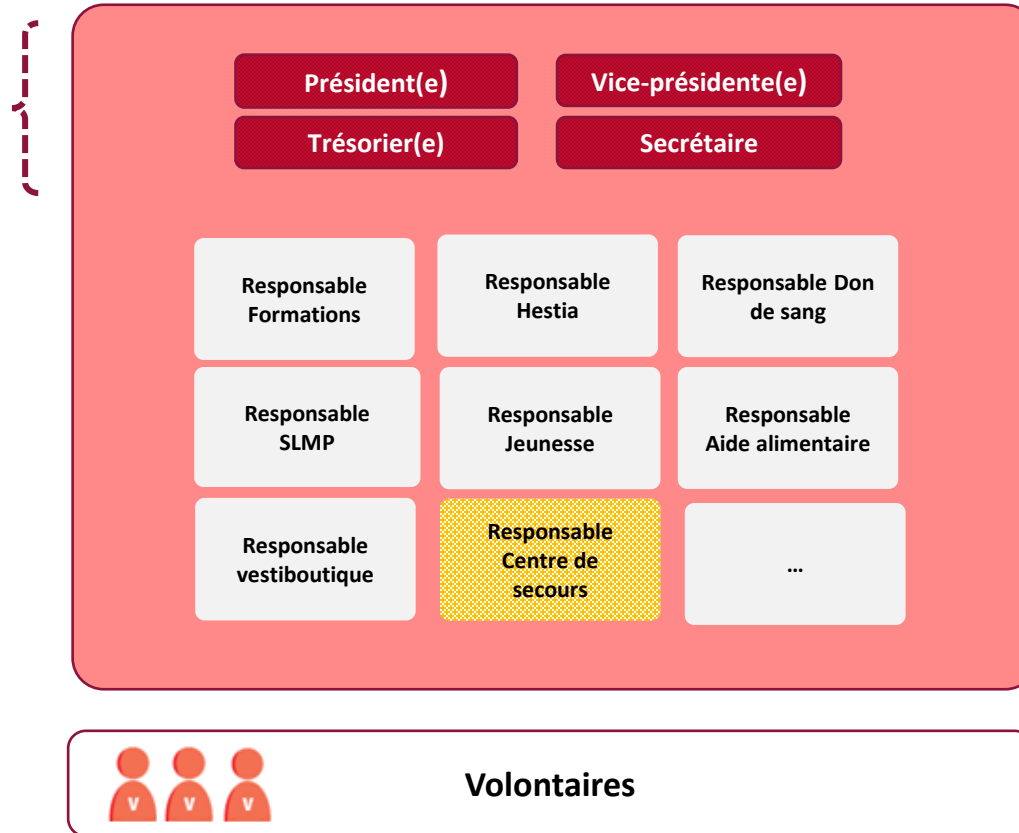 Président(e)
Vice-présidente(e)
Trésorier(e)
Secrétaire
Responsable
Formations
Responsable
Hestia
Responsable Don
de sang
Responsable
SLMP
Responsable
Jeunesse
Responsable
Aide alimentaire
Responsable
vestiboutique
Responsable
Centre de
secours
...
V V V
Volontaires